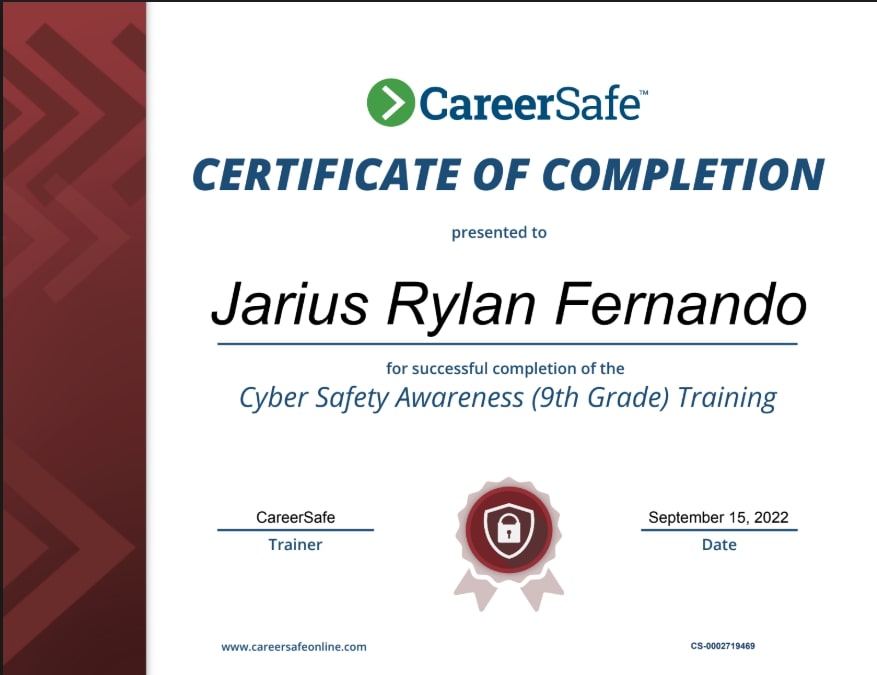 CareerSafe™
CERTIFICATE OF COMPLETION
presented to
Jarius Rylan Fernando
for successful completion of the
Cyber Safety Awareness (9th Grade) Training
CareerSafe
Trainer
September 15, 2022
Date
www.careersafeonline.com
CS-0002719469